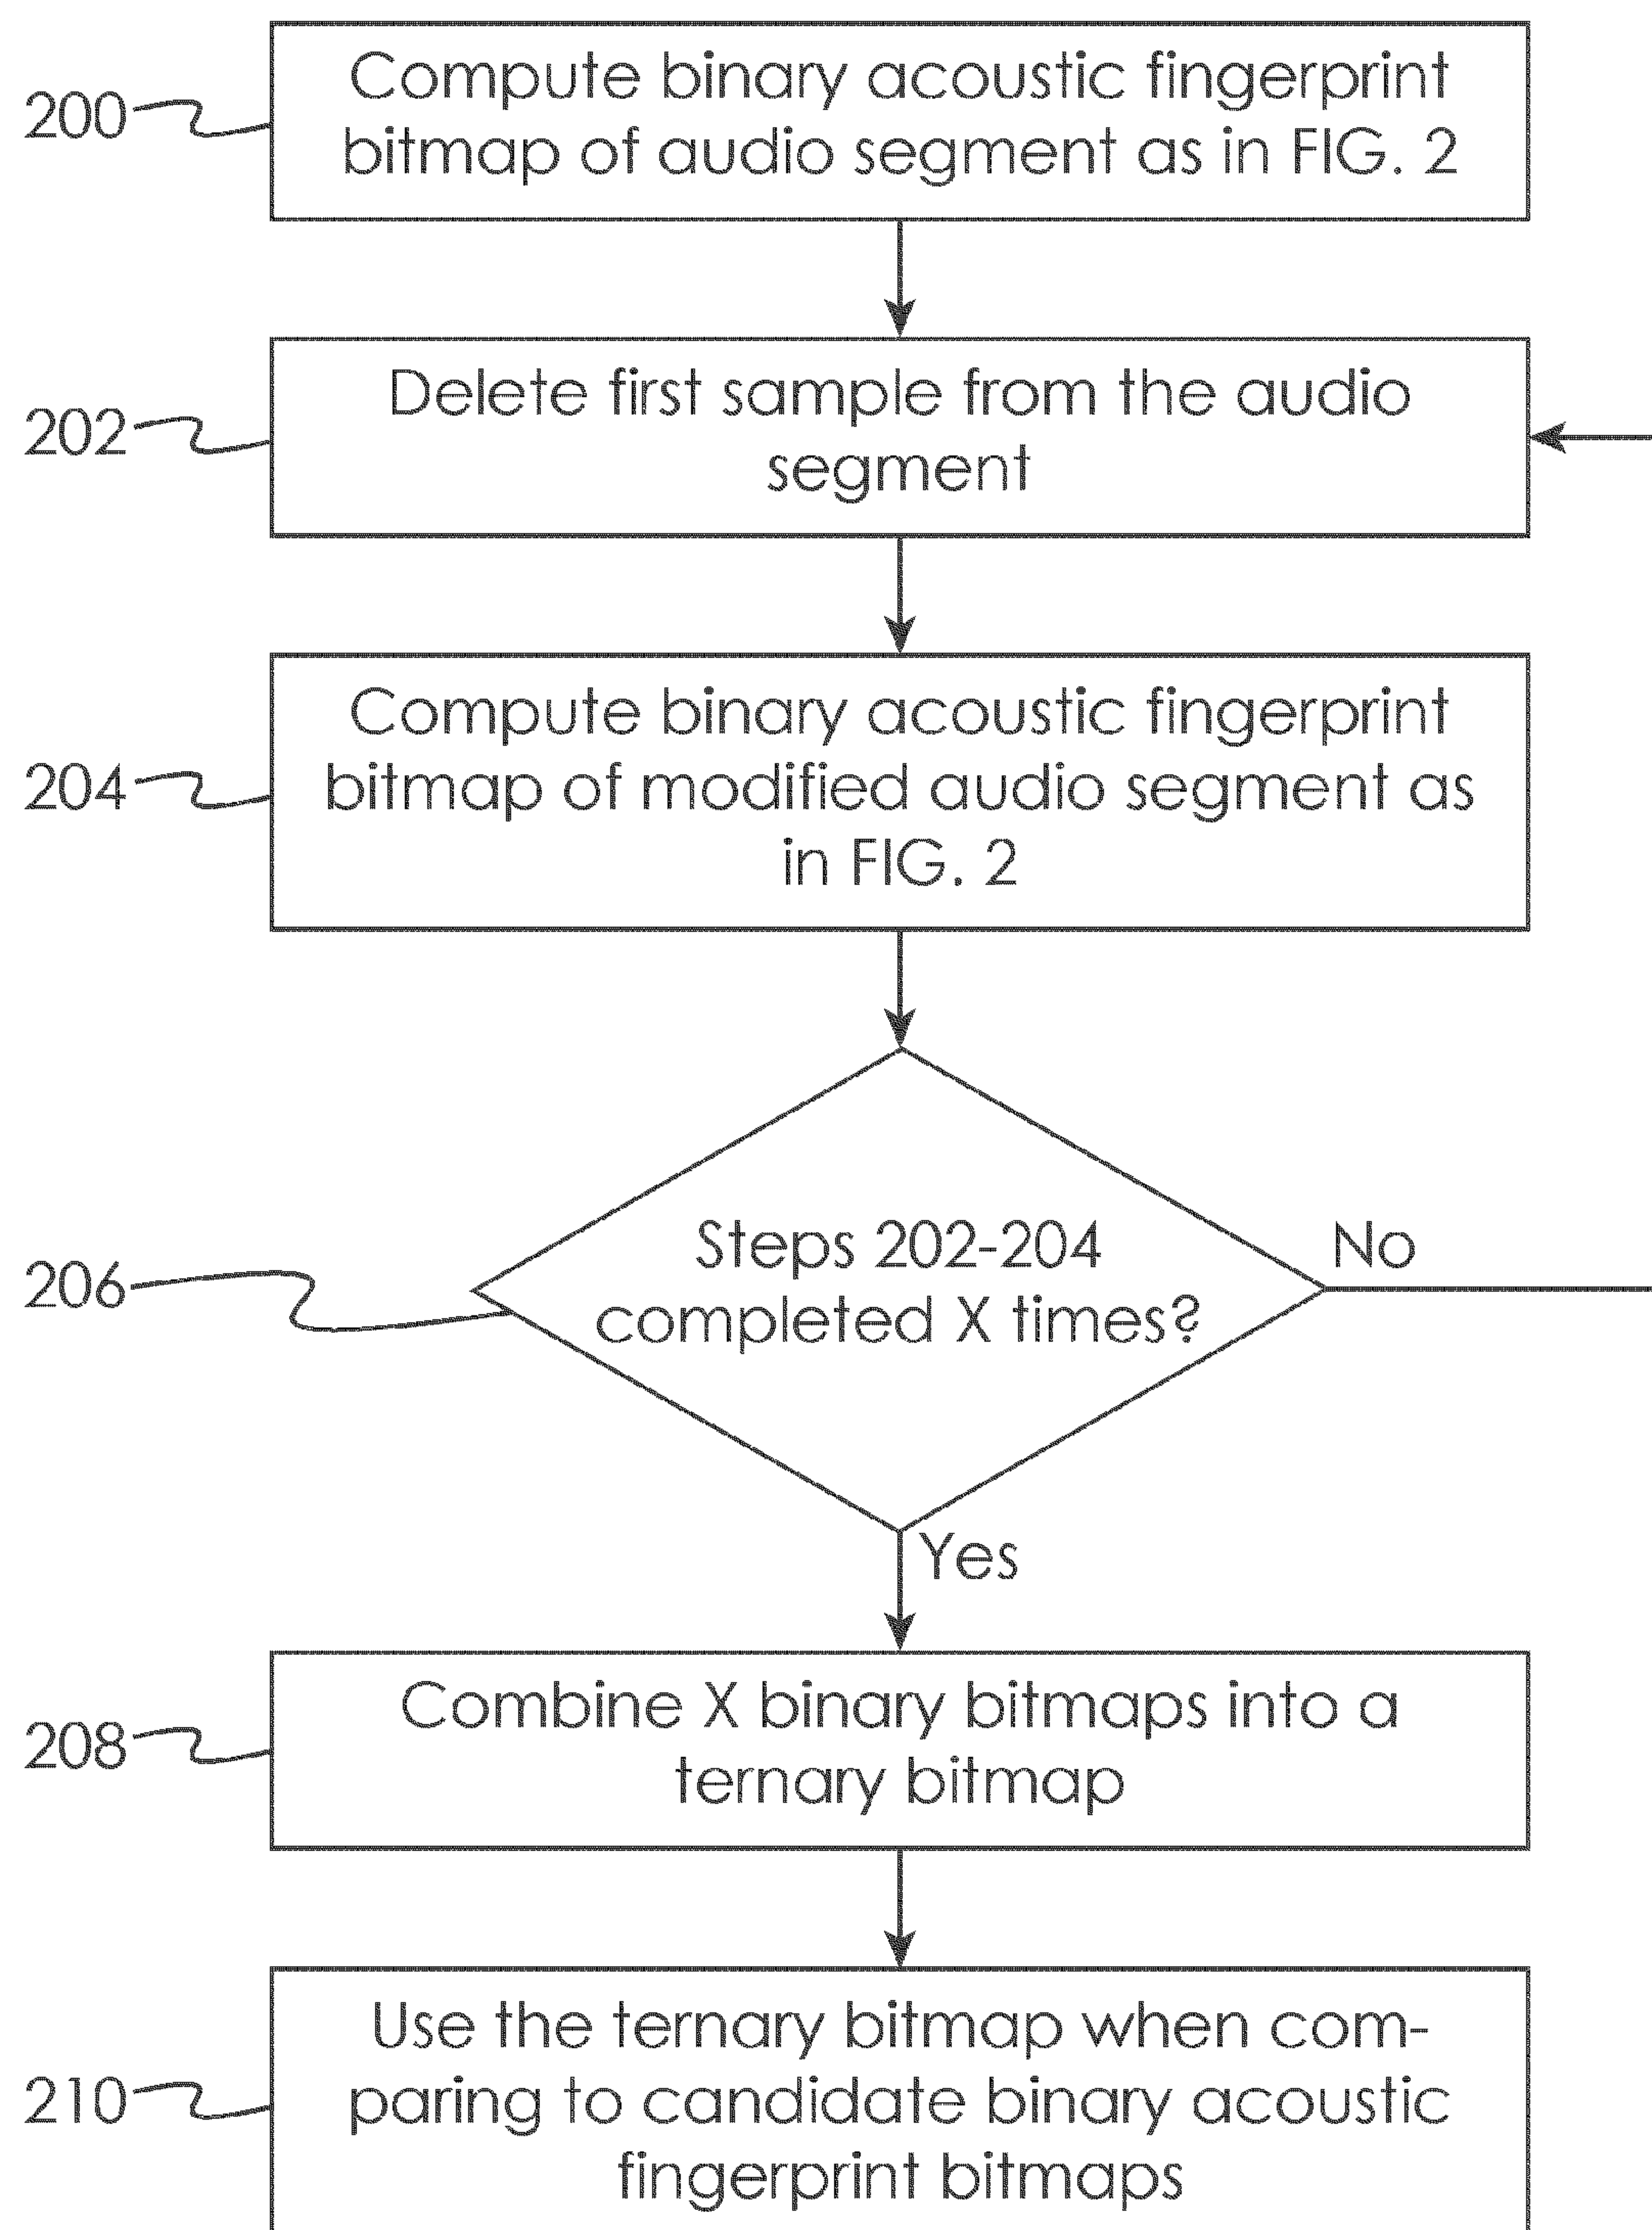 200
Compute binary acoustic fingerprint
bitmap of audio segment as in FIG. 2
202
Delete first sample from the audio
segment
204
Compute binary acoustic fingerprint
bitmap of modified audio segment as
in FIG. 2
206
Steps 202-204
completed X times?
No
Yes
208
Combine X binary bitmaps into a
ternary bitmap
210
Use the ternary bitmap when com-
paring to candidate binary acoustic
fingerprint bitmaps